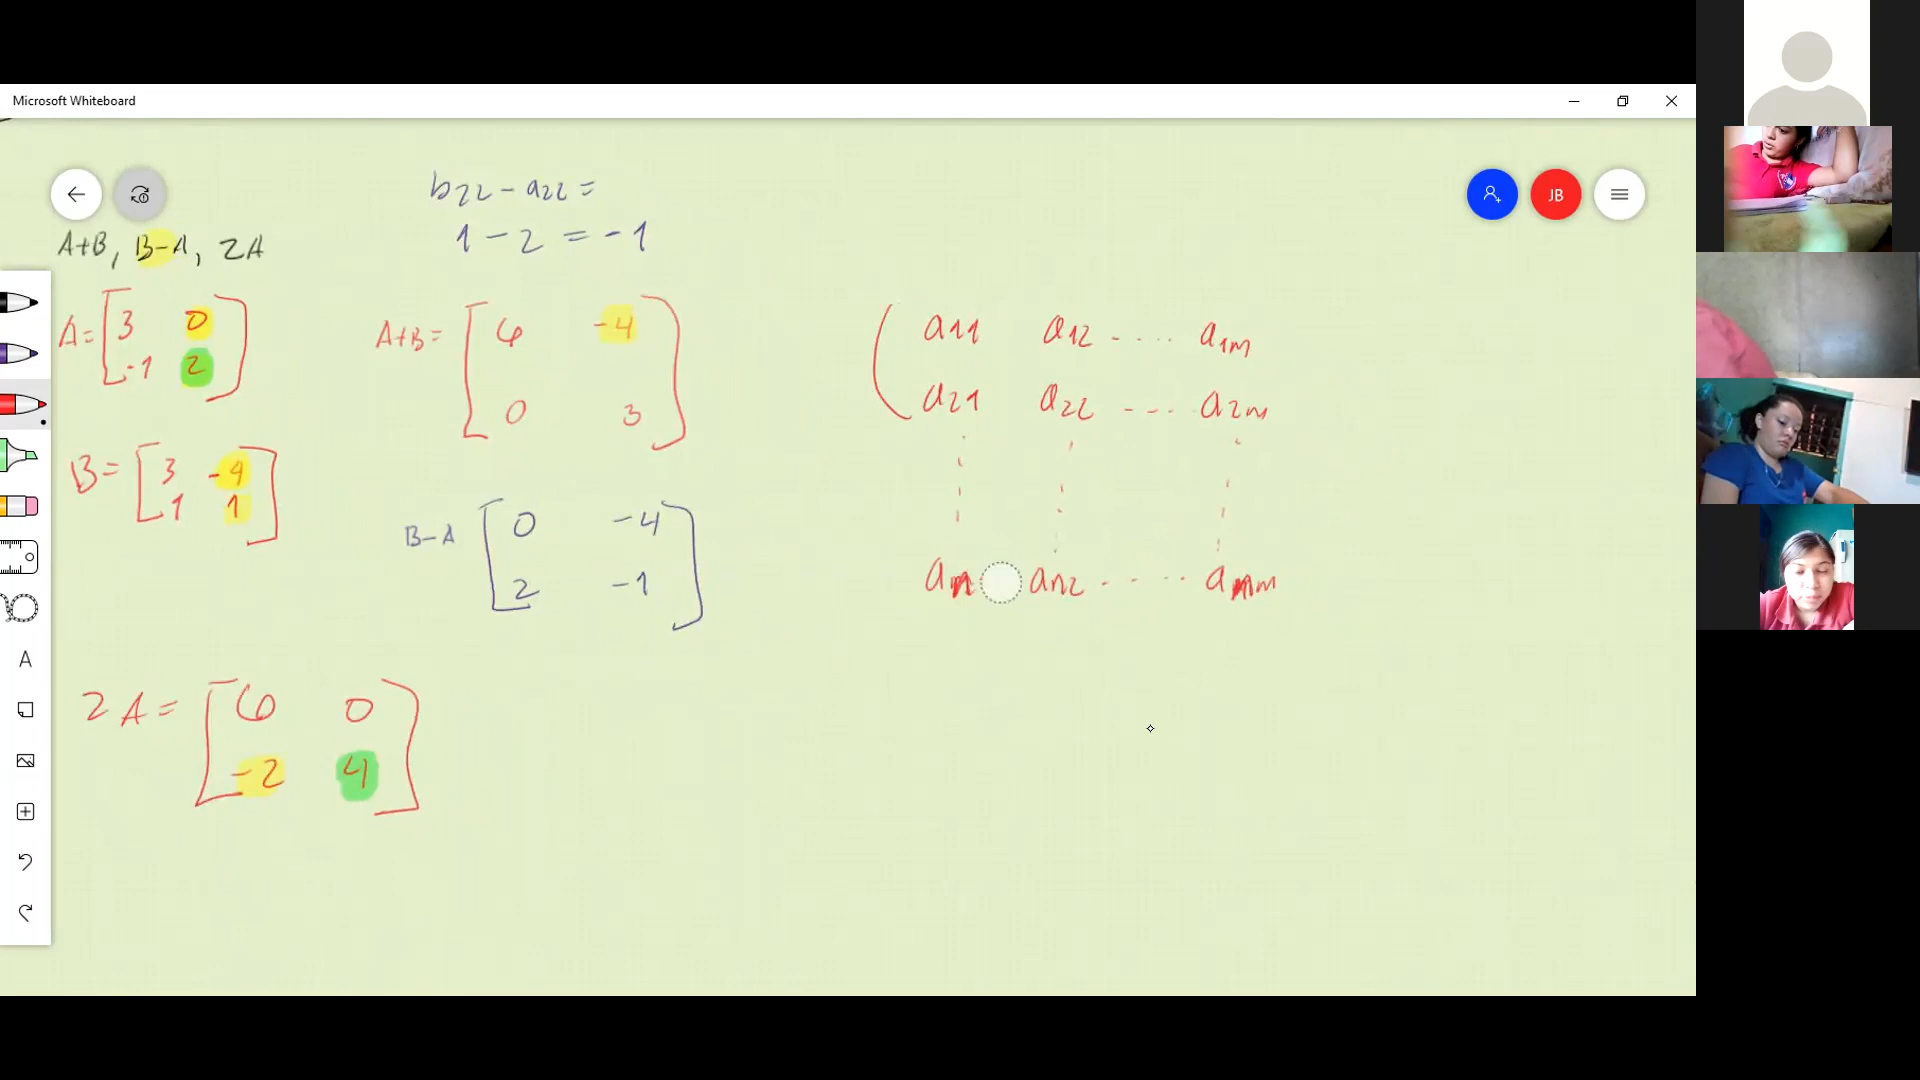 Microsoft Whiteboard
JB
A+B, B-A, 2A
b22 - a22 =
1 - 2 = -1
A= [3 0
-1 2]
B= [3 -4
1 1]
A+B= [6 -4
0 3]
B-A [0 -4
2 -1]
2A= [6 0
-2 4]
(a11 a12 .... a1m
a21 a22 ... a2m
an an2 .... anm
A